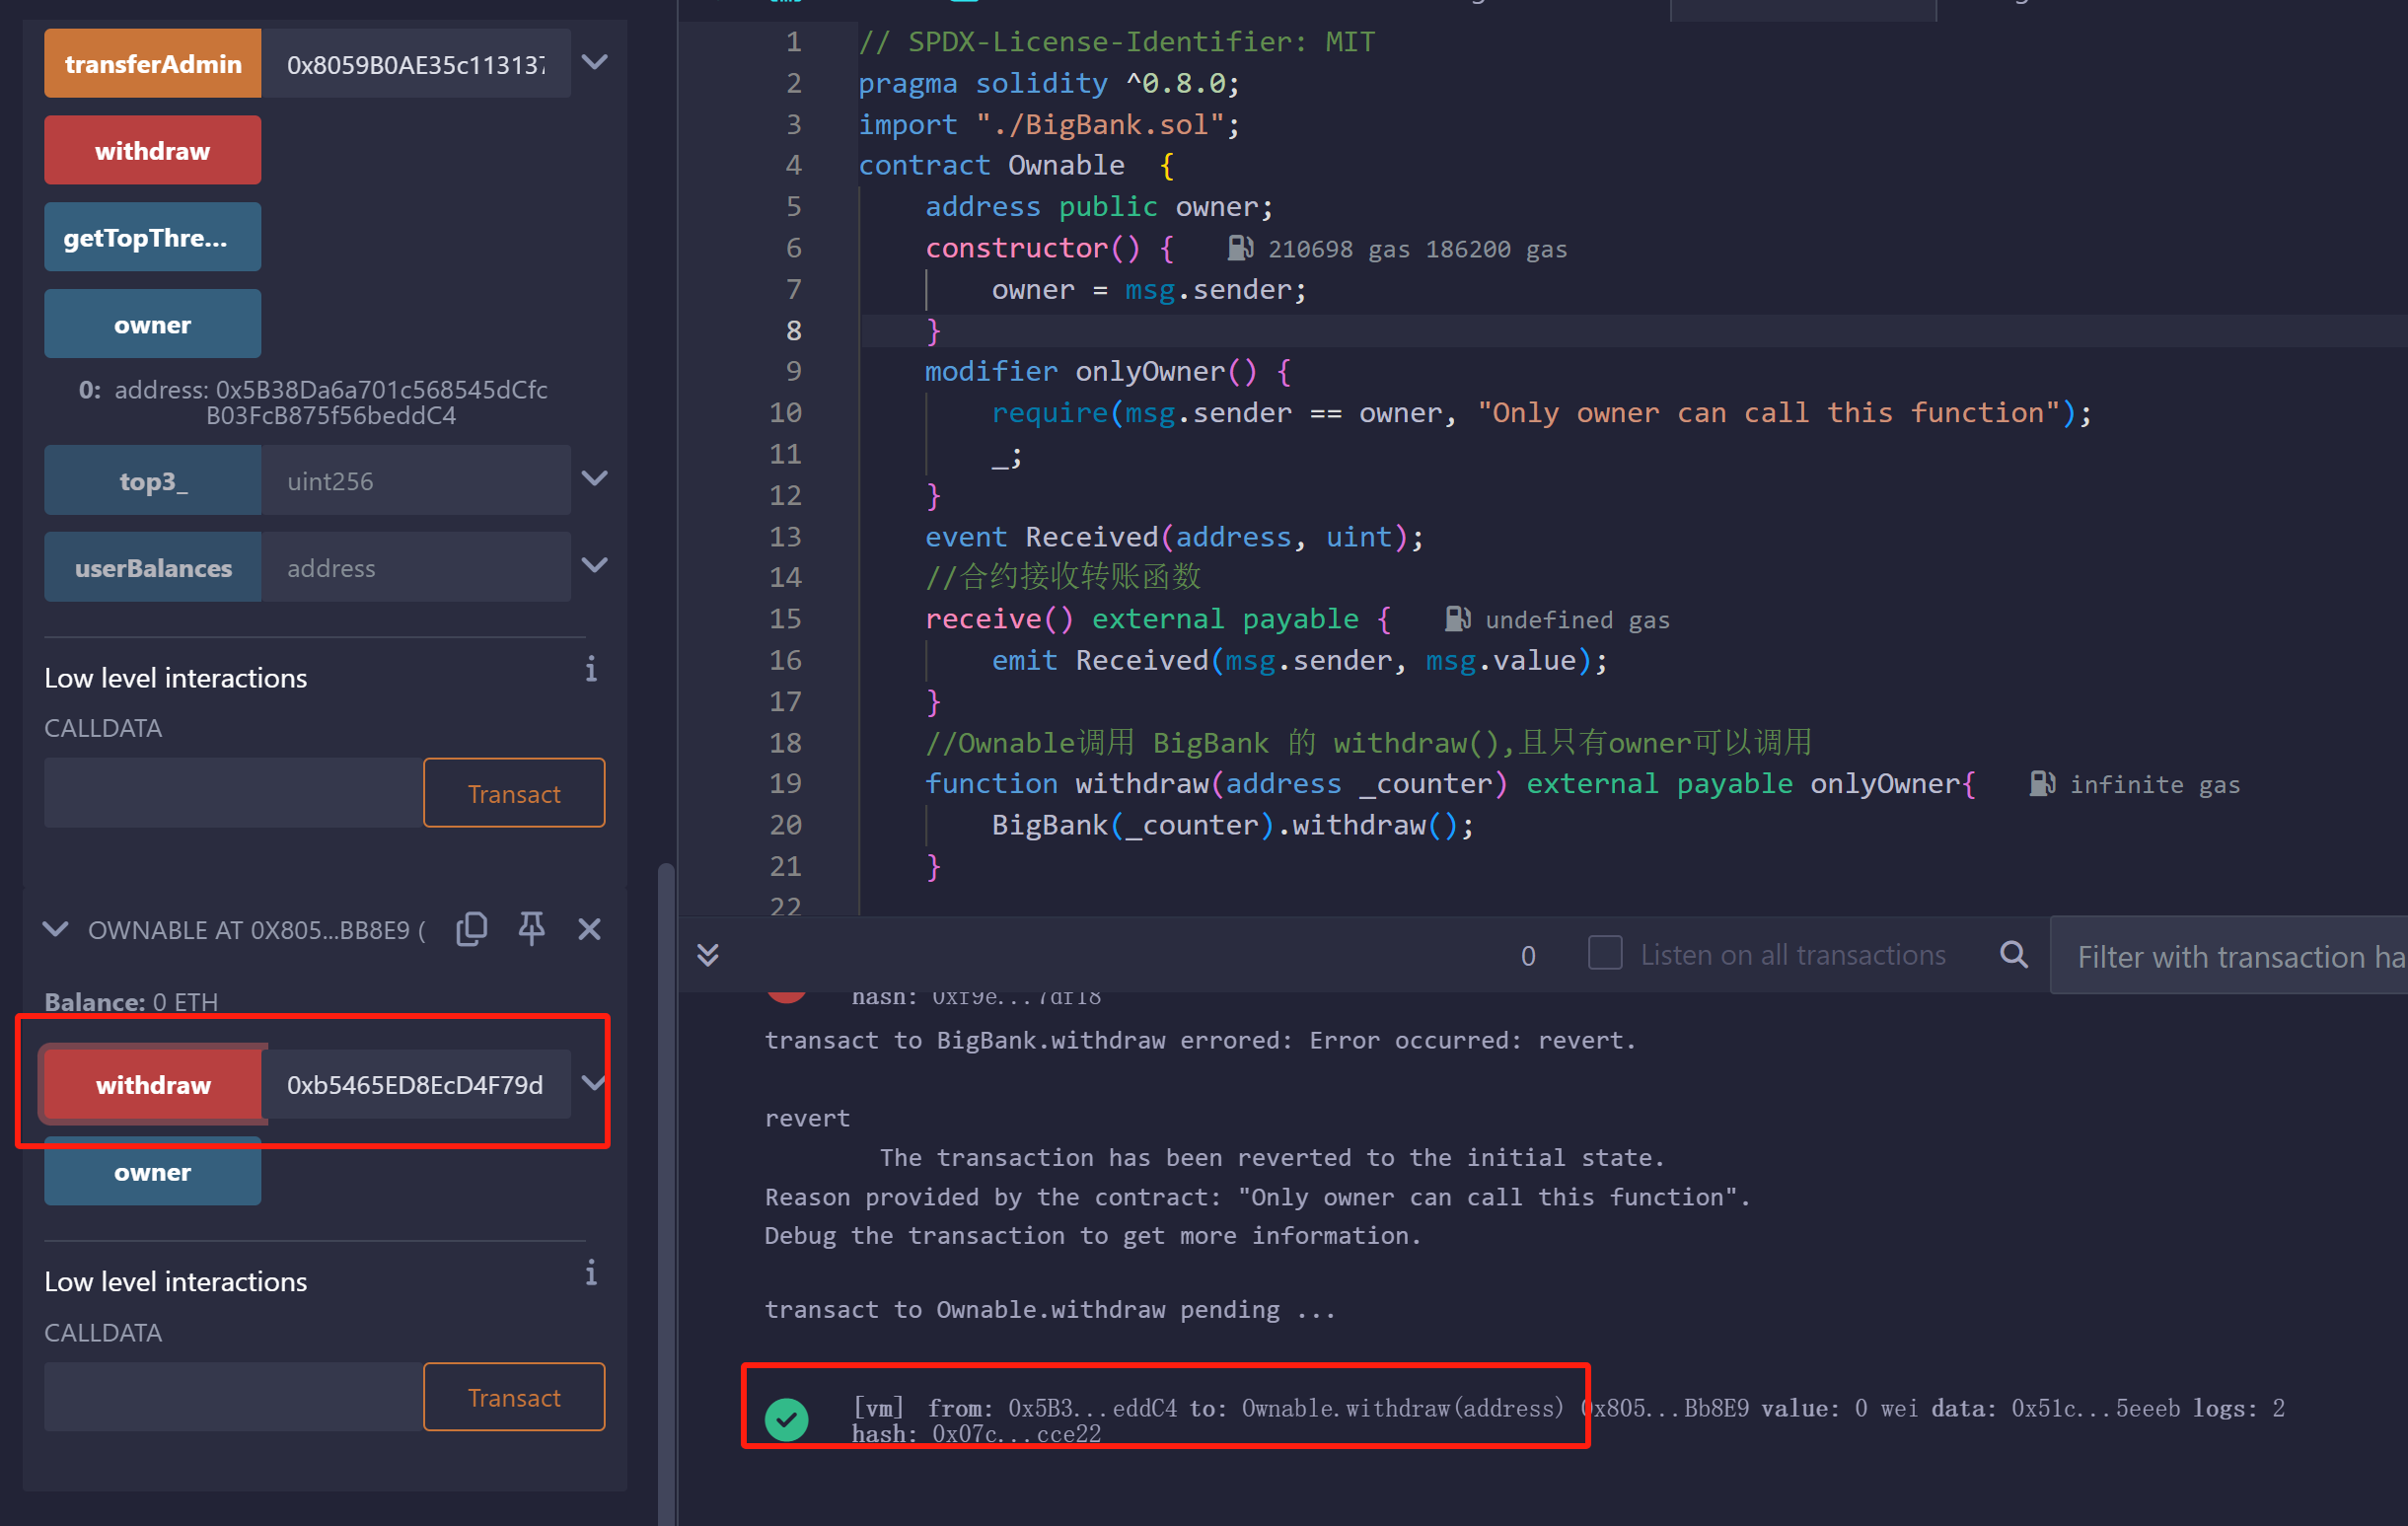 transferAdmin 0x8059B0AE35c113137
withdraw
getTopThre...
owner
0: address: 0x5B38Da6a701c568545dCfc
B03FcB875f56beddC4
top3_ uint256
userBalances address
Low level interactions
CALLDATA
Transact
OWNABLE AT 0X805...BB8E9 (
Balance: 0 ETH
withdraw 0xb5465ED8EcD4F79d
owner
Low level interactions
CALLDATA
Transact
1 // SPDX-License-Identifier: MIT
2 pragma solidity ^0.8.0;
3 import "./BigBank.sol";
4 contract Ownable  {
5 address public owner;
6 constructor() { 210698 gas 186200 gas
7 owner = msg.sender;
8 }
9 modifier onlyOwner() {
10 require(msg.sender == owner, "Only owner can call this function");
11 _;
12 }
13 event Received(address, uint);
14 //合约接收转账函数
15 receive() external payable { undefined gas
16 emit Received(msg.sender, msg.value);
17 }
18 //Ownable调用 BigBank 的 withdraw(),且只有owner可以调用
19 function withdraw(address _counter) external payable onlyOwner{ infinite gas
20 BigBank(_counter).withdraw();
21 }
22
0 Listen on all transactions Filter with transaction ha
hash: 0xf9e...7df18
transact to BigBank.withdraw errored: Error occurred: revert.
revert
The transaction has been reverted to the initial state.
Reason provided by the contract: "Only owner can call this function".
Debug the transaction to get more information.
transact to Ownable.withdraw pending ...
[vm] from: 0x5B3...eddC4 to: Ownable.withdraw(address) 0x805...Bb8E9 value: 0 wei data: 0x51c...5eeeb logs: 2
hash: 0x07c...cce22